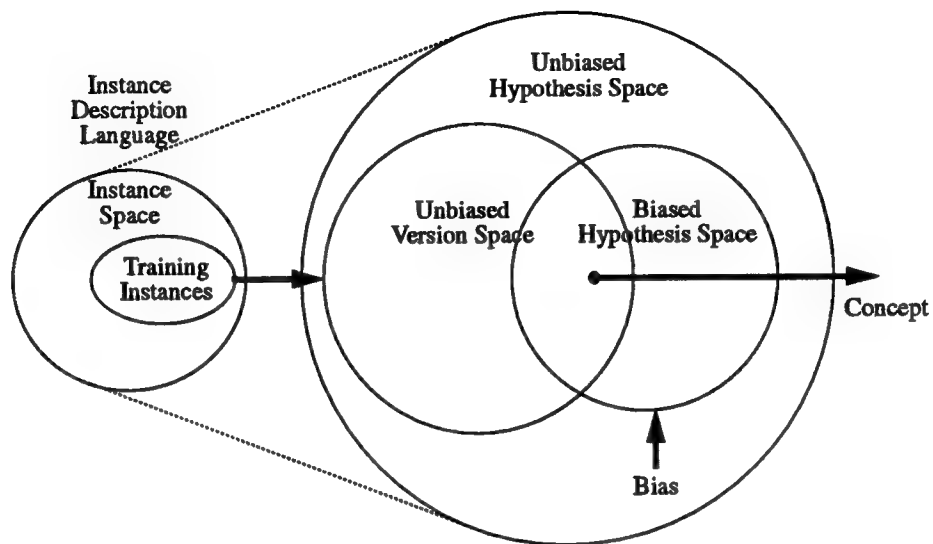 Unbiased
Hypothesis Space
Instance
Description
Language
Instance
Space
Training
Instances
Unbiased
Version Space
Biased
Hypothesis Space
Concept
Bias